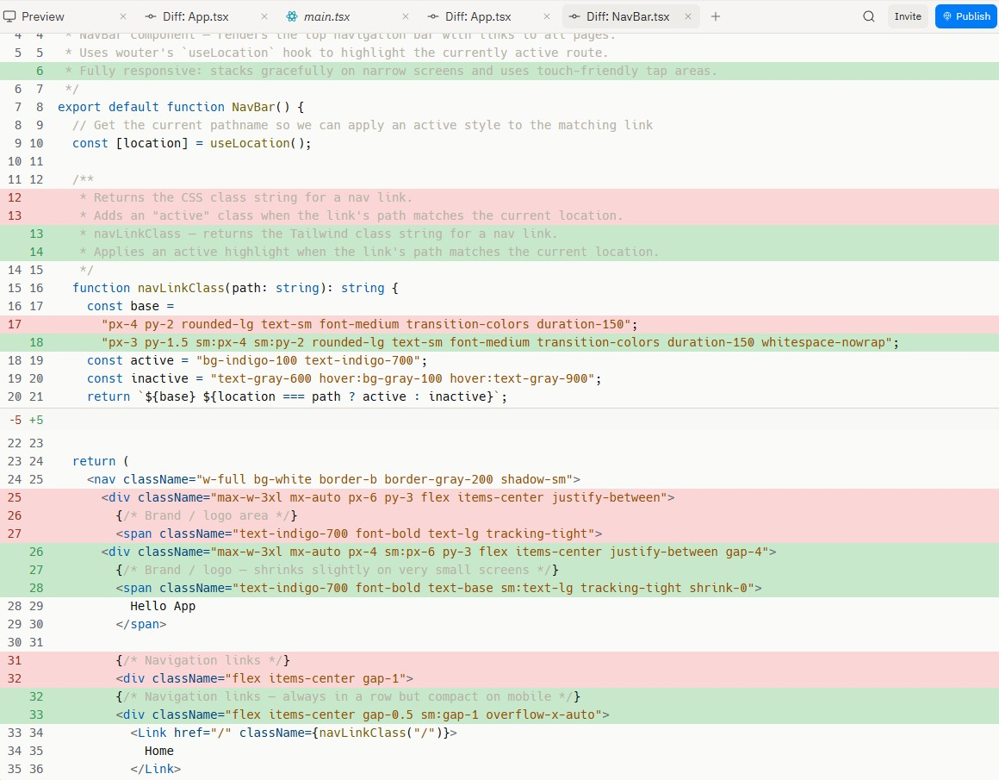 Preview × Diff: App.tsx × main.tsx × Diff: App.tsx × Diff: NavBar.tsx × + Invite Publish
4 4 * NavBar component — renders the top navigation bar with links to all pages.
5 5 * Uses wouter's `useLocation` hook to highlight the currently active route.
6 * Fully responsive: stacks gracefully on narrow screens and uses touch-friendly tap areas.
6 7 */
7 8 export default function NavBar() {
8 9 // Get the current pathname so we can apply an active style to the matching link
9 10 const [location] = useLocation();
10 11
11 12 /**
12 * Returns the CSS class string for a nav link.
13 * Adds an "active" class when the link's path matches the current location.
13 * navLinkClass — returns the Tailwind class string for a nav link.
14 * Applies an active highlight when the link's path matches the current location.
14 15 */
15 16 function navLinkClass(path: string): string {
16 17 const base =
17 "px-4 py-2 rounded-lg text-sm font-medium transition-colors duration-150";
18 "px-3 py-1.5 sm:px-4 sm:py-2 rounded-lg text-sm font-medium transition-colors duration-150 whitespace-nowrap";
18 19 const active = "bg-indigo-100 text-indigo-700";
19 20 const inactive = "text-gray-600 hover:bg-gray-100 hover:text-gray-900";
20 21 return `${base} ${location === path ? active : inactive}`;
-5 +5
22 23
23 24 return (
24 25 <nav className="w-full bg-white border-b border-gray-200 shadow-sm">
25 <div className="max-w-3xl mx-auto px-6 py-3 flex items-center justify-between">
26 {/* Brand / logo area */}
27 <span className="text-indigo-700 font-bold text-lg tracking-tight">
26 <div className="max-w-3xl mx-auto px-4 sm:px-6 py-3 flex items-center justify-between gap-4">
27 {/* Brand / logo — shrinks slightly on very small screens */}
28 <span className="text-indigo-700 font-bold text-base sm:text-lg tracking-tight shrink-0">
28 29 Hello App
29 30 </span>
30 31
31 {/* Navigation links */}
32 <div className="flex items-center gap-1">
32 {/* Navigation links — always in a row but compact on mobile */}
33 <div className="flex items-center gap-0.5 sm:gap-1 overflow-x-auto">
33 34 <Link href="/" className={navLinkClass("/")}>
34 35 Home
35 36 </Link>